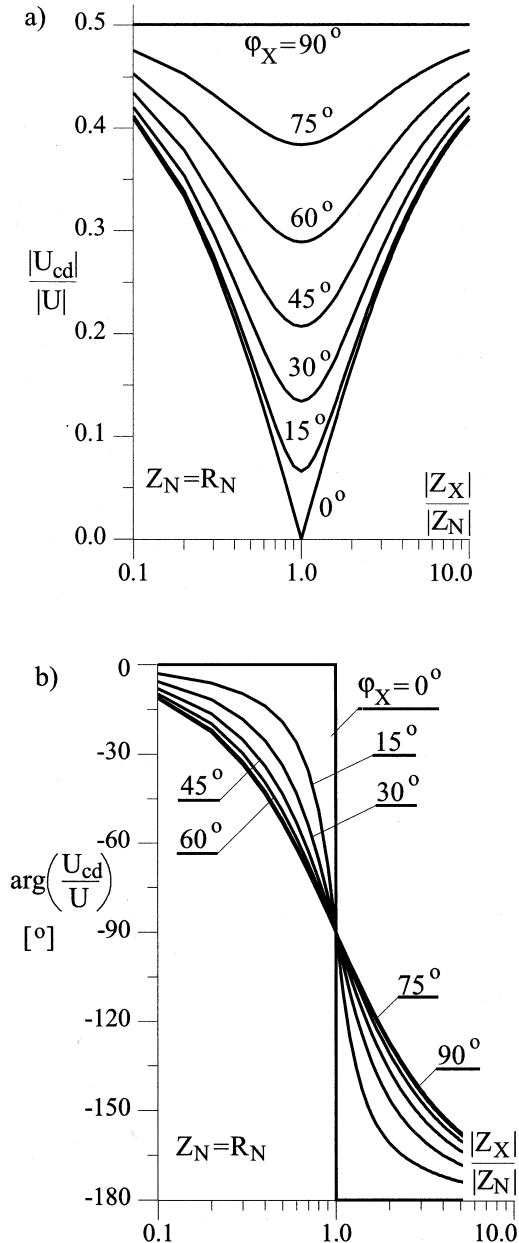 a)
0.5
φX=90°
75°
0.4
60°
0.3
|Ucd|
|U|
45°
0.2
30°
15°
0.1
ZN=RN
0°
|ZX|
|ZN|
0.0
0.1
1.0
10.0
b)
0
φX=0°
15°
-30
45°
30°
-60
60°
arg(Ucd/U)
[°]
-90
75°
-120
90°
-150
ZN=RN
|ZX|
|ZN|
-180
0.1
1.0
10.0